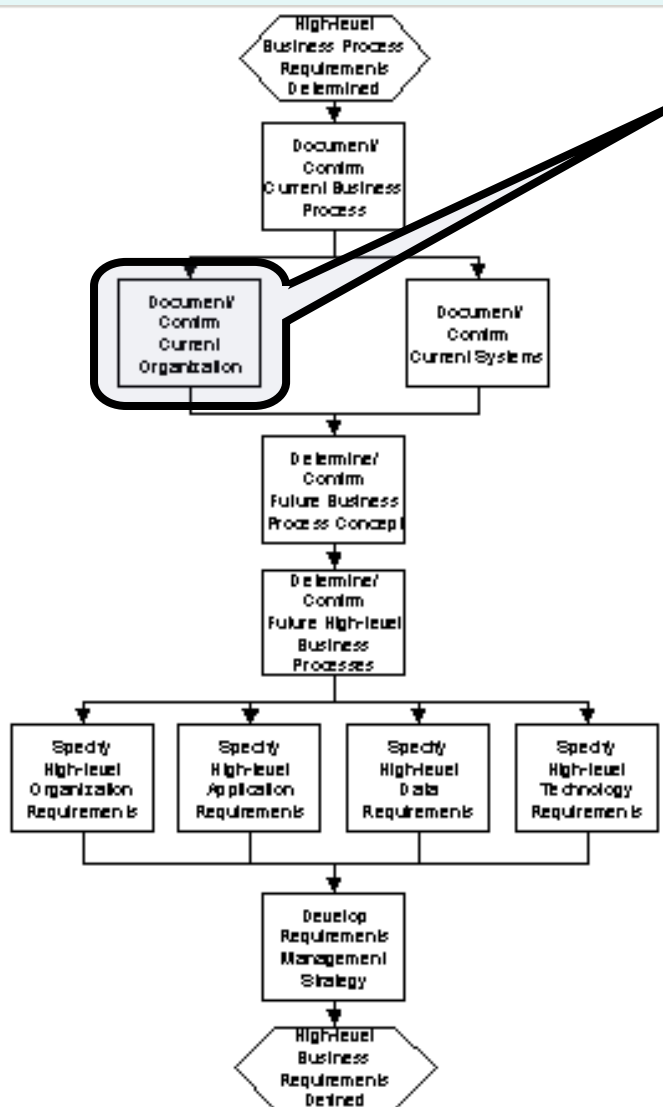 High-level
Business Process
Requirements
Determined
Document/
Confirm
Current Business
Process
Document/
Confirm
Current
Organization
Document/
Confirm
Current Systems
Determine/
Confirm
Future Business
Process Concept
Determine/
Confirm
Future High-level
Business
Processes
Specify
High-level
Organization
Requirements
Specify
High-level
Application
Requirements
Specify
High-level
Data
Requirements
Specify
High-level
Technology
Requirements
Develop
Requirements
Management
Strategy
High-level
Business
Requirements
Defined